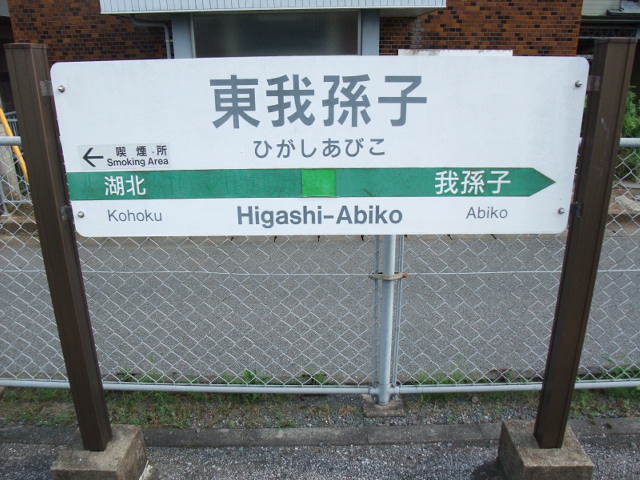 東我孫子
ひがしあびこ
← 喫煙所
Smoking Area
湖北 我孫子
Kohoku Higashi-Abiko Abiko